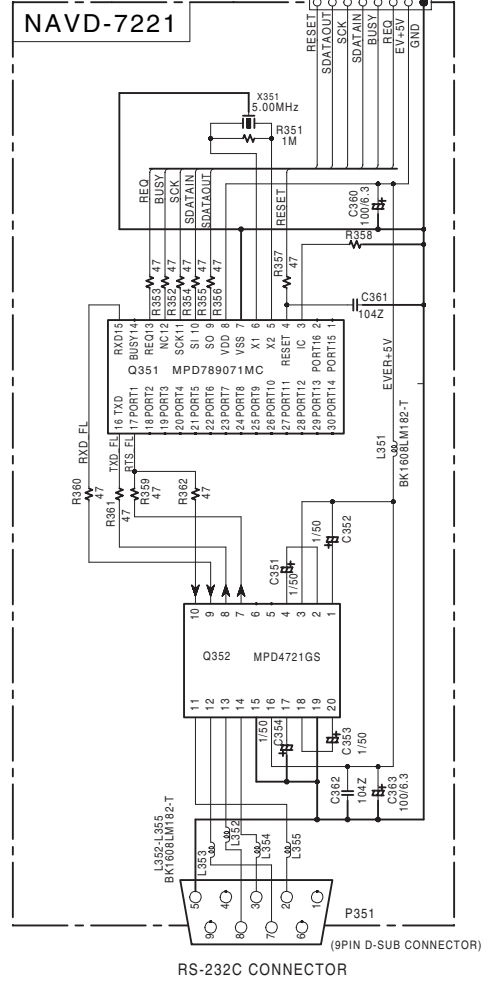 NAVD-7221
RESET
SDATAOUT
SCK
SDATAIN
BUSY
REQ
EV+5V
GND
X351
5.00MHz
R351
1M
REQ
BUSY
SCK
SDATAIN
SDATAOUT
RESET
C360
100/6.3
R358
R353 47
R352 47
R354 47
R355 47
R356 47
R357 47
C361
104Z
RXD15
BUSY14
REQ13
NC12
SCK11
SI 10
SO 9
VDD 8
VSS 7
X1 6
X2 5
RESET 4
IC 3
PORT16 2
PORT15 1
Q351 MPD789071MC
16 TXD
17 PORT1
18 PORT2
19 PORT3
20 PORT4
21 PORT5
22 PORT6
23 PORT7
24 PORT8
25 PORT9
26 PORT10
27 PORT11
28 PORT12
29 PORT13
30 PORT14
EVER+5V
L351
BK1608LM182-T
RXD_FL
TXD_FL
RTS_FL
R360
47
R361
47
R359
47
R362
47
C351
1/50
1/50
C352
10 9 8 7 6 5 4 3 2 1
Q352 MPD4721GS
11 12 13 14 15 16 17 18 19 20
1/50
C354
C353
1/50
C362
104Z
C363
100/6.3
L352-L355
BK1608LM182-T
L353
L352
L354
L355
5 4 3 2 1
9 8 7 6
P351
(9PIN D-SUB CONNECTOR)
RS-232C CONNECTOR